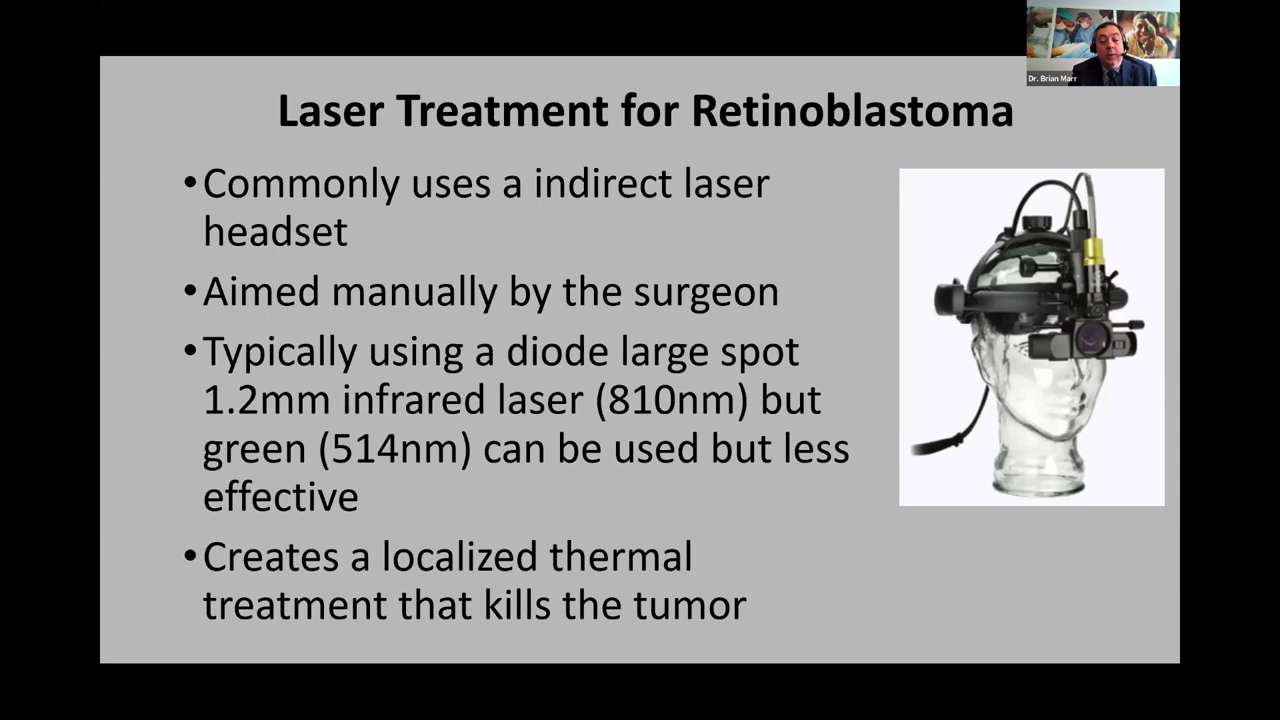 Dr. Brian Marr
Laser Treatment for Retinoblastoma
•Commonly uses a indirect laser
headset
•Aimed manually by the surgeon
•Typically using a diode large spot
1.2mm infrared laser (810nm) but
green (514nm) can be used but less
effective
•Creates a localized thermal
treatment that kills the tumor